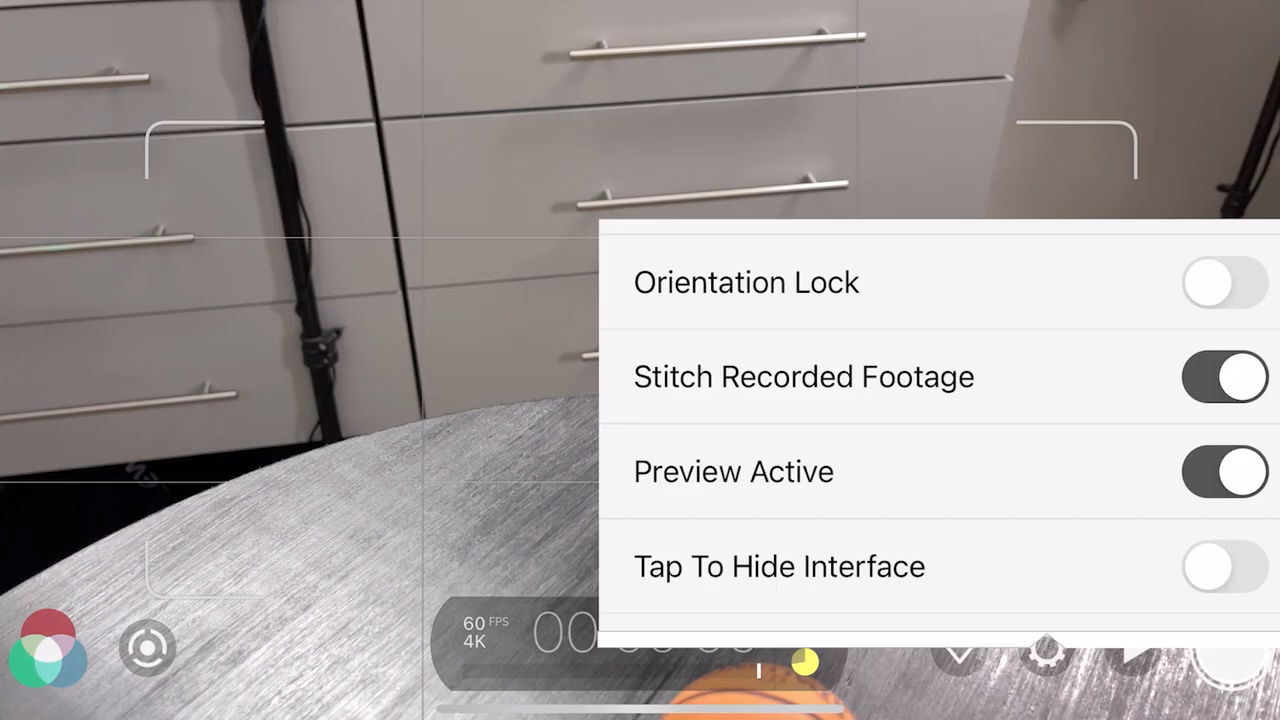 Orientation Lock
Stitch Recorded Footage
Preview Active
Tap To Hide Interface
60 FPS
4K